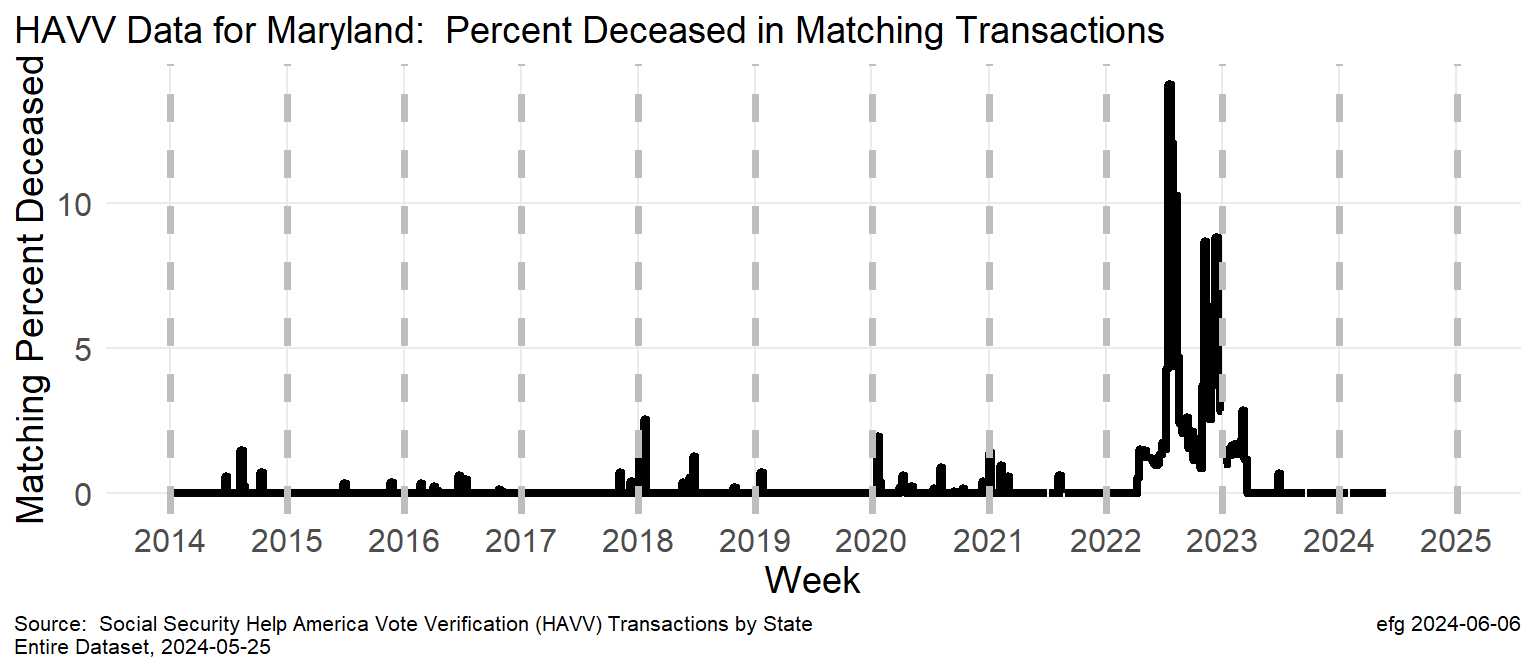 HAVV Data for Maryland:  Percent Deceased in Matching Transactions
Matching Percent Deceased
10
5
0
2014 2015 2016 2017 2018 2019 2020 2021 2022 2023 2024 2025
Week
Source:  Social Security Help America Vote Verification (HAVV) Transactions by State
efg 2024-06-06
Entire Dataset, 2024-05-25